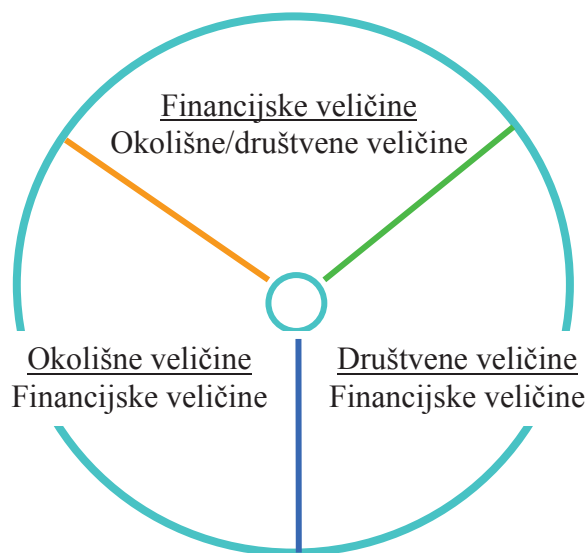 Financijske veličine
Okolišne/društvene veličine
Okolišne veličine
Financijske veličine
Društvene veličine
Financijske veličine